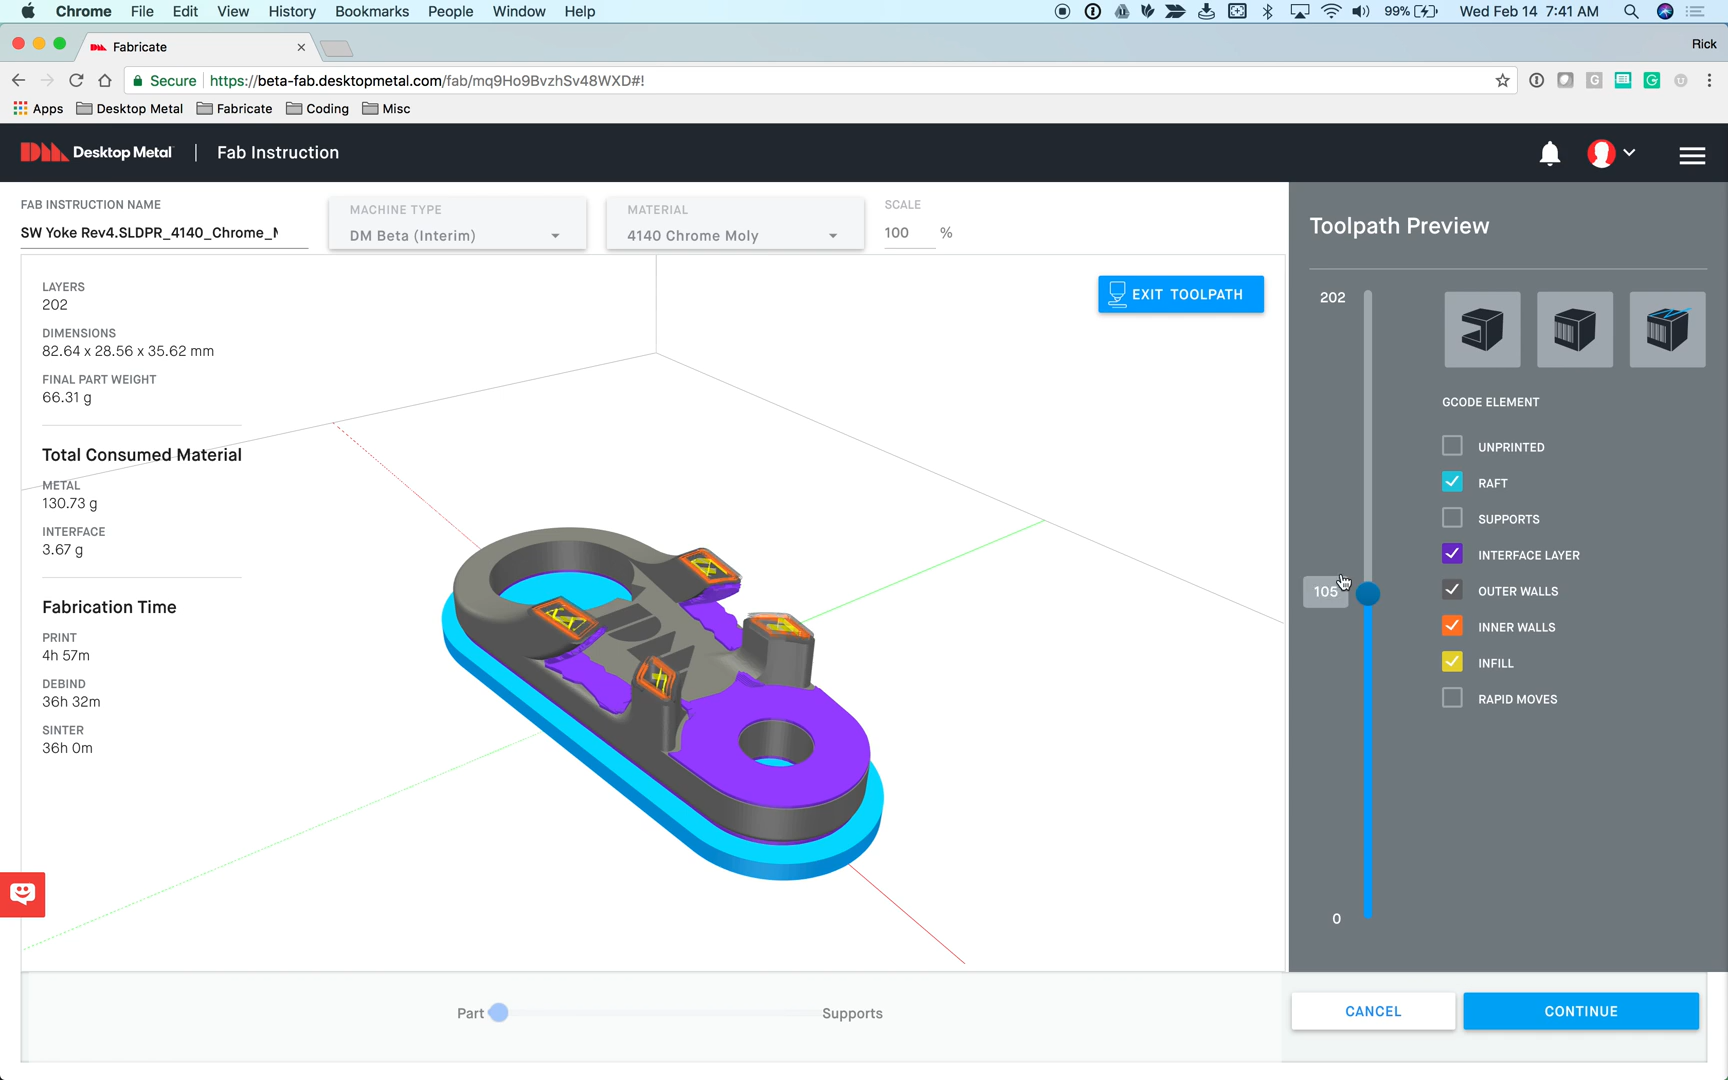 Chrome File Edit View History Bookmarks People Window Help 99% Wed Feb 14 7:41 AM
Fabricate Rick
Secure https://beta-fab.desktopmetal.com/fab/mq9Ho9BvzhSv48WXD#!
Apps Desktop Metal Fabricate Coding Misc
Desktop Metal Fab Instruction
FAB INSTRUCTION NAME
SW Yoke Rev4.SLDPR_4140_Chrome_M
MACHINE TYPE
DM Beta (Interim)
MATERIAL
4140 Chrome Moly
SCALE
100 %
LAYERS
202
DIMENSIONS
82.64 x 28.56 x 35.62 mm
FINAL PART WEIGHT
66.31 g
Total Consumed Material
METAL
130.73 g
INTERFACE
3.67 g
Fabrication Time
PRINT
4h 57m
DEBIND
36h 32m
SINTER
36h 0m
EXIT TOOLPATH
Toolpath Preview
202
105
0
GCODE ELEMENT
UNPRINTED
RAFT
SUPPORTS
INTERFACE LAYER
OUTER WALLS
INNER WALLS
INFILL
RAPID MOVES
Part Supports
CANCEL CONTINUE